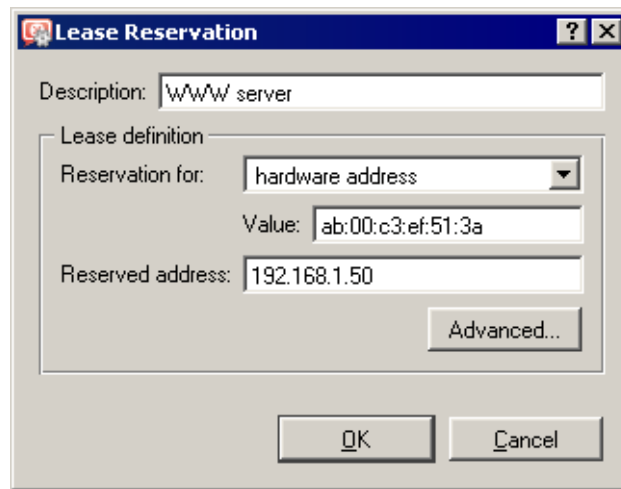 Lease Reservation
Description: WWW server
Lease definition
Reservation for: hardware address
Value: ab:00:c3:ef:51:3a
Reserved address: 192.168.1.50
Advanced...
OK Cancel